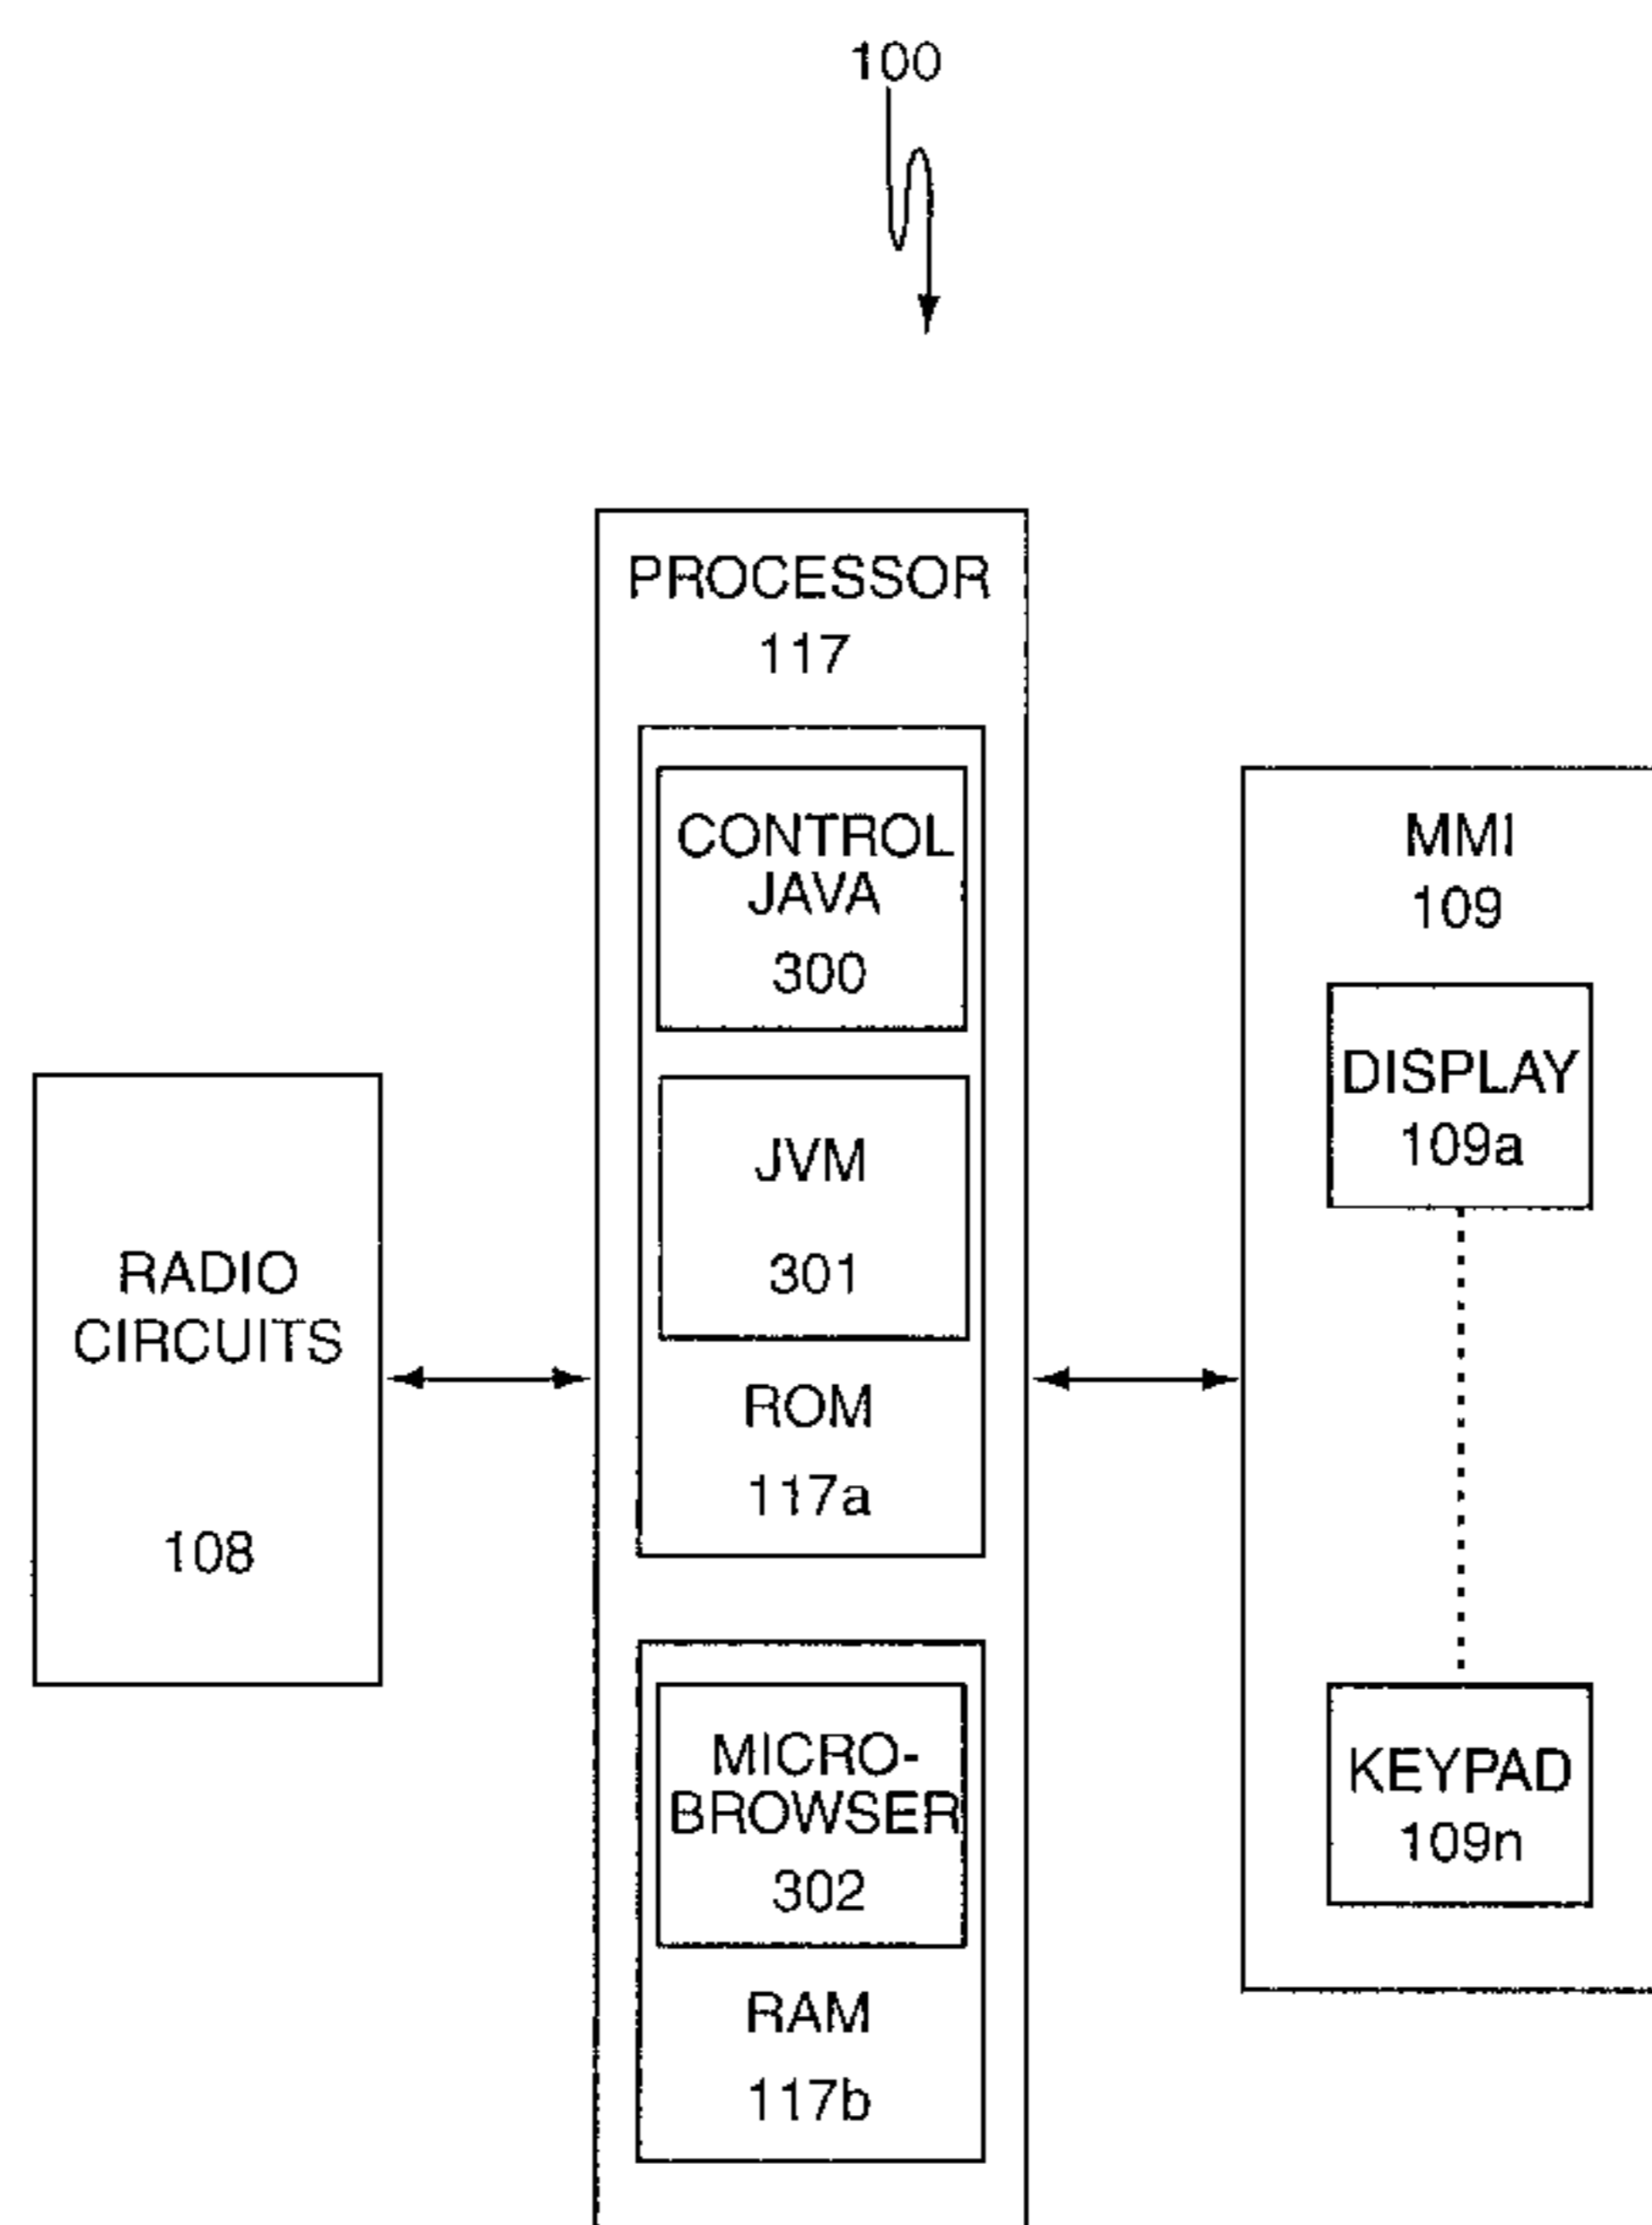 100
PROCESSOR
117
CONTROL
JAVA
300
JVM
301
ROM
117a
MICRO-
BROWSER
302
RAM
117b
RADIO
CIRCUITS
108
MMI
109
DISPLAY
109a
KEYPAD
109n